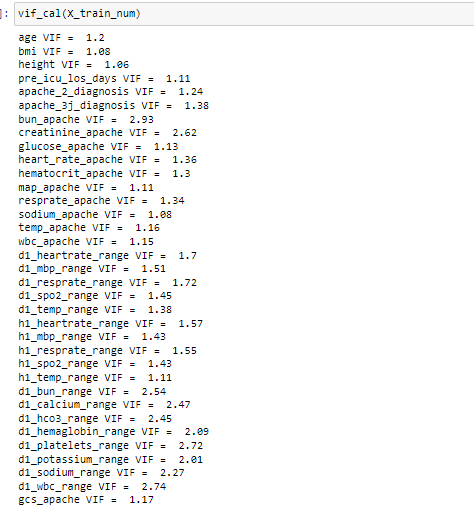 ]: vif_cal(X_train_num)
age VIF = 1.2
bmi VIF = 1.08
height VIF = 1.06
pre_icu_los_days VIF = 1.11
apache_2_diagnosis VIF = 1.24
apache_3j_diagnosis VIF = 1.38
bun_apache VIF = 2.93
creatinine_apache VIF = 2.62
glucose_apache VIF = 1.13
heart_rate_apache VIF = 1.36
hematocrit_apache VIF = 1.3
map_apache VIF = 1.11
resprate_apache VIF = 1.34
sodium_apache VIF = 1.08
temp_apache VIF = 1.16
wbc_apache VIF = 1.15
d1_heartrate_range VIF = 1.7
d1_mbp_range VIF = 1.51
d1_resprate_range VIF = 1.72
d1_spo2_range VIF = 1.45
d1_temp_range VIF = 1.38
h1_heartrate_range VIF = 1.57
h1_mbp_range VIF = 1.43
h1_resprate_range VIF = 1.55
h1_spo2_range VIF = 1.43
h1_temp_range VIF = 1.11
d1_bun_range VIF = 2.54
d1_calcium_range VIF = 2.47
d1_hco3_range VIF = 2.45
d1_hemaglobin_range VIF = 2.09
d1_platelets_range VIF = 2.72
d1_potassium_range VIF = 2.01
d1_sodium_range VIF = 2.27
d1_wbc_range VIF = 2.74
gcs_apache VIF = 1.17